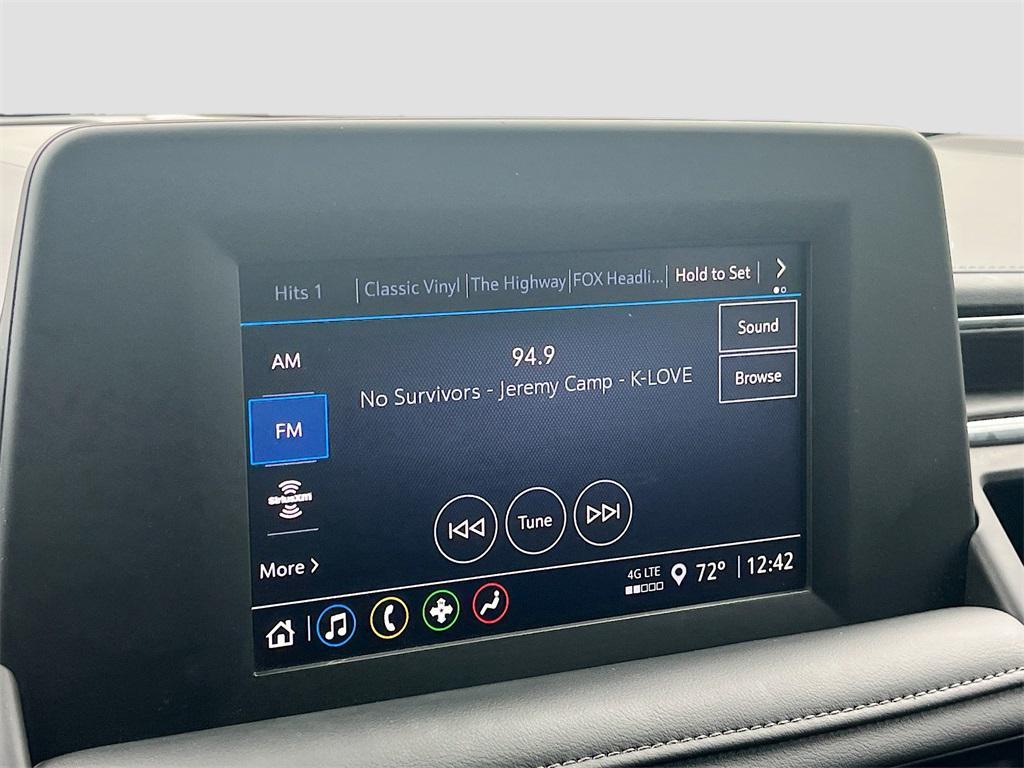 Hits 1 Classic Vinyl The Highway FOX Headli... Hold to Set
AM
94.9
Sound
No Survivors - Jeremy Camp - K-LOVE
Browse
FM
SiriusXM
Tune
More
4G LTE
72° 12:42